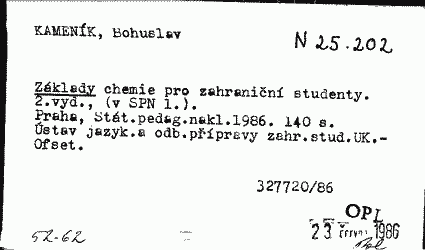 KAMENÍK, Bohuslav
N 25.202
Základy chemie pro zahraniční studenty.
2.vyd., (v SPN 1.).
Praha, Stát.pedag.nakl.1986. 140 s.
Ústav jazyk.a odb.přípravy zahr.stud.UK.-
Ofset.
327720/86
OPL
23. června 1986
52-62